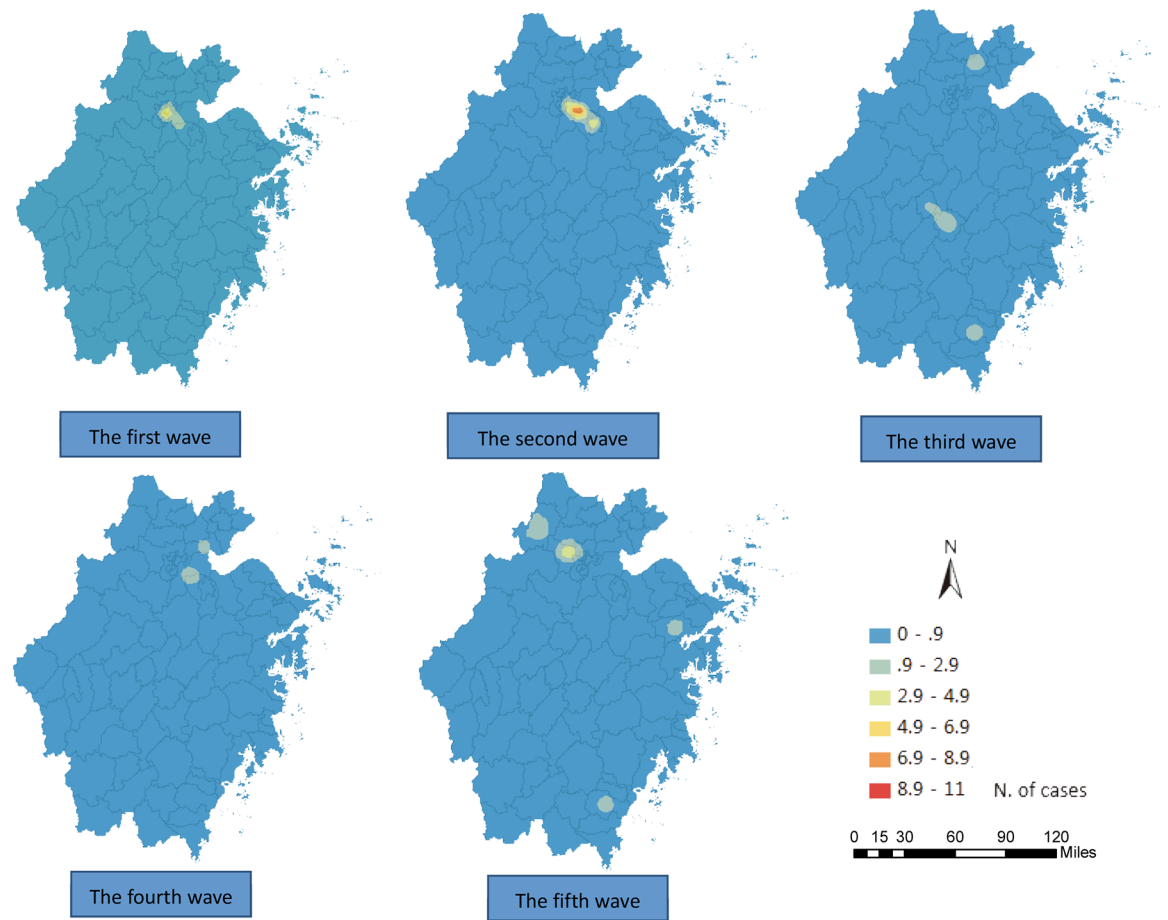 The first wave
The second wave
The third wave
The fourth wave
The fifth wave
N
0 - .9
.9 - 2.9
2.9 - 4.9
4.9 - 6.9
6.9 - 8.9
8.9 - 11 N. of cases
0 15 30 60 90 120
Miles